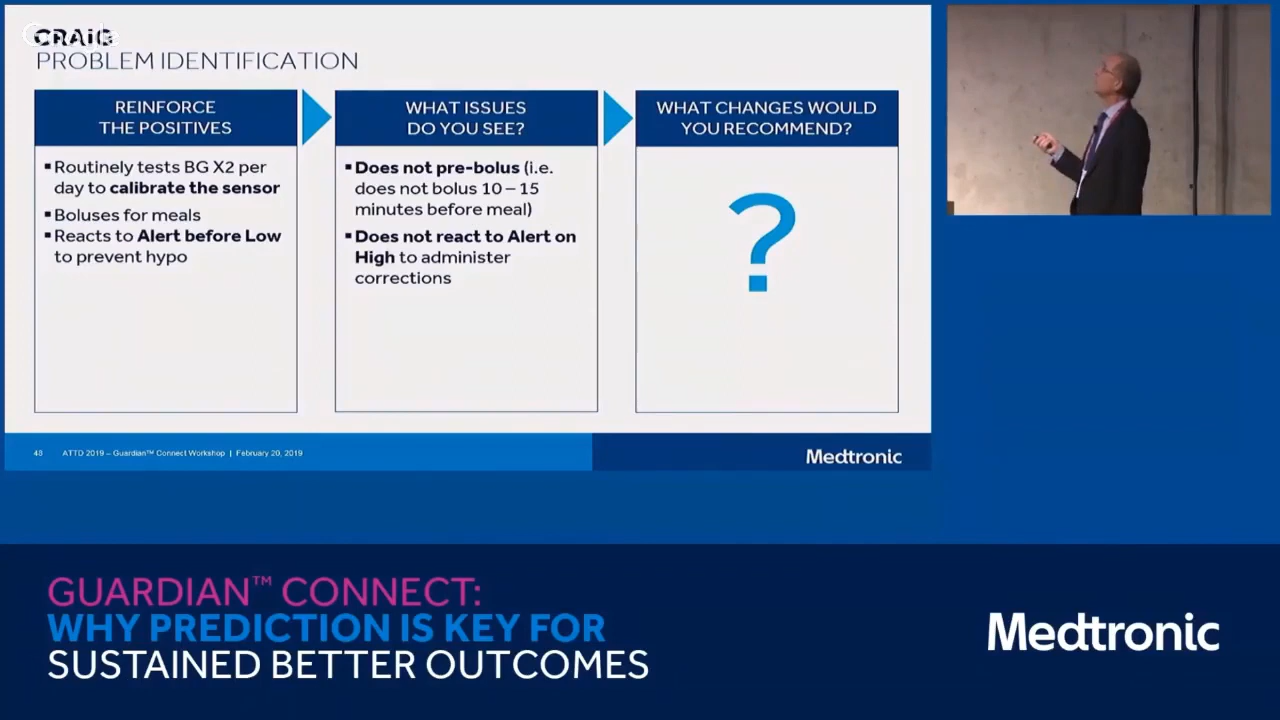 CRAIG
Google
PROBLEM IDENTIFICATION
REINFORCE
THE POSITIVES
▪Routinely tests BG X2 per
day to calibrate the sensor
▪Boluses for meals
▪Reacts to Alert before Low
to prevent hypo
WHAT ISSUES
DO YOU SEE?
▪Does not pre-bolus (i.e.
does not bolus 10 – 15
minutes before meal)
▪Does not react to Alert on
High to administer
corrections
WHAT CHANGES WOULD
YOU RECOMMEND?
?
48 ATTD 2019 – Guardian™ Connect Workshop | February 20, 2019
Medtronic
GUARDIAN™ CONNECT:
WHY PREDICTION IS KEY FOR
SUSTAINED BETTER OUTCOMES
Medtronic